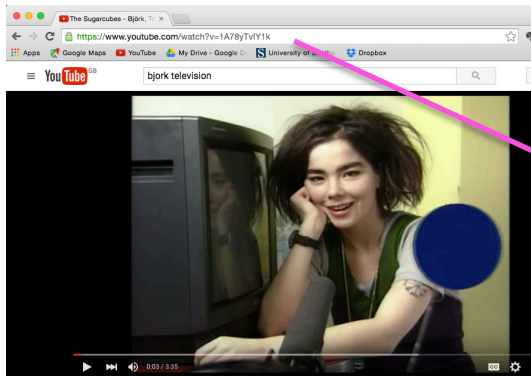 The Sugarcubes - Björk, T
https://www.youtube.com/watch?v=1A78yTvIY1k
Apps Google Maps YouTube My Drive - Google D University of Dropbox
YouTube GB bjork television
0:03 / 3:35 CC